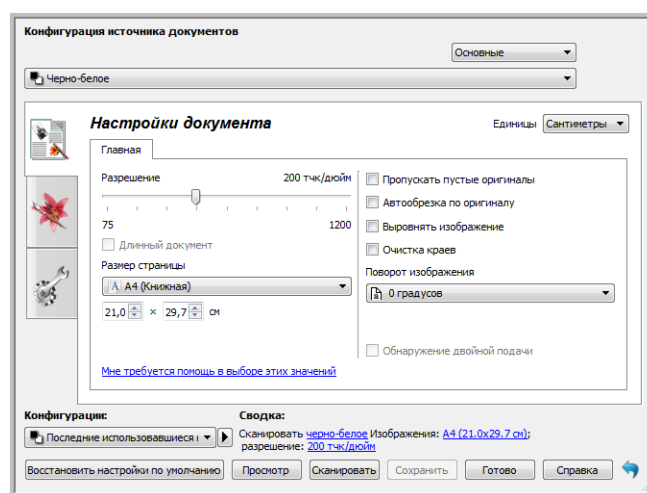 Конфигурация источника документов
Основные
Черно-белое
Настройки документа
Единицы Сантиметры
Главная
Разрешение 200 тчк/дюйм
75 1200
Длинный документ
Размер страницы
A4 (Книжная)
21,0 × 29,7 см
Мне требуется помощь в выборе этих значений
Пропускать пустые оригиналы
Автообрезка по оригиналу
Выровнять изображение
Очистка краев
Поворот изображения
0 градусов
Обнаружение двойной подачи
Конфигурации: Сводка:
Последние использовавшиеся Сканировать черно-белое Изображения: A4 (21.0x29.7 см);
разрешение: 200 тчк/дюйм
Восстановить настройки по умолчанию Просмотр Сканировать Сохранить Готово Справка